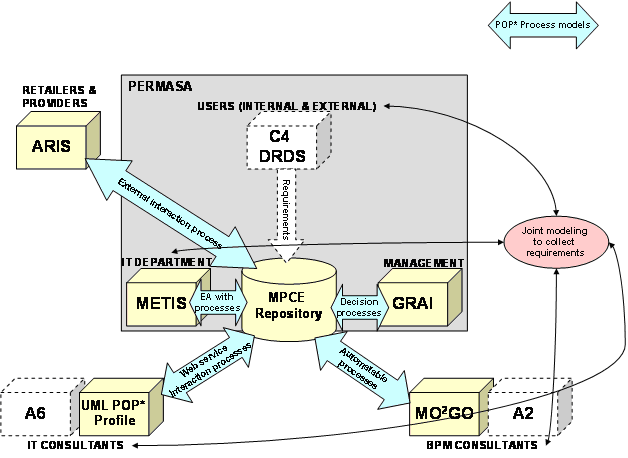 POP* Process models
PERMASA
RETAILERS &
PROVIDERS
USERS (INTERNAL & EXTERNAL)
ARIS
C4
DRDS
External interaction process
Requirements
Joint modeling
to collect
requirements
IT DEPARTMENT
MANAGEMENT
METIS
EA with
processes
MPCE
Repository
Decision
processes
GRAI
Web service
interaction processes
Automatable
processes
A6
UML POP*
Profile
MO²GO
A2
IT CONSULTANTS
BPM CONSULTANTS